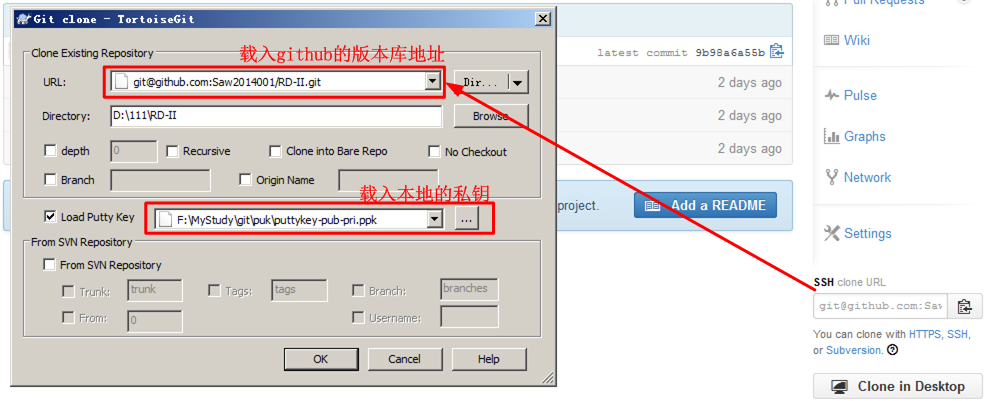 Git clone - TortoiseGit
Clone Existing Repository
载入github的版本库地址
URL:
git@github.com:Saw2014001/RD-II.git
Dir...
Directory:
D:\111\RD-II
Browse
depth
0
Recursive
Clone into Bare Repo
No Checkout
Branch
Origin Name
载入本地的私钥
Load Putty Key
F:\MyStudy\git\puk\puttykey-pub-pri.ppk
...
From SVN Repository
From SVN Repository
Trunk:
trunk
Tags:
tags
Branch:
branches
From:
0
Username:
OK
Cancel
Help
latest commit 9b98a6a55b
2 days ago
2 days ago
2 days ago
project.
Add a README
Pull Requests
Wiki
Pulse
Graphs
Network
Settings
SSH clone URL
git@github.com:Saw
You can clone with HTTPS, SSH,
or Subversion.
Clone in Desktop